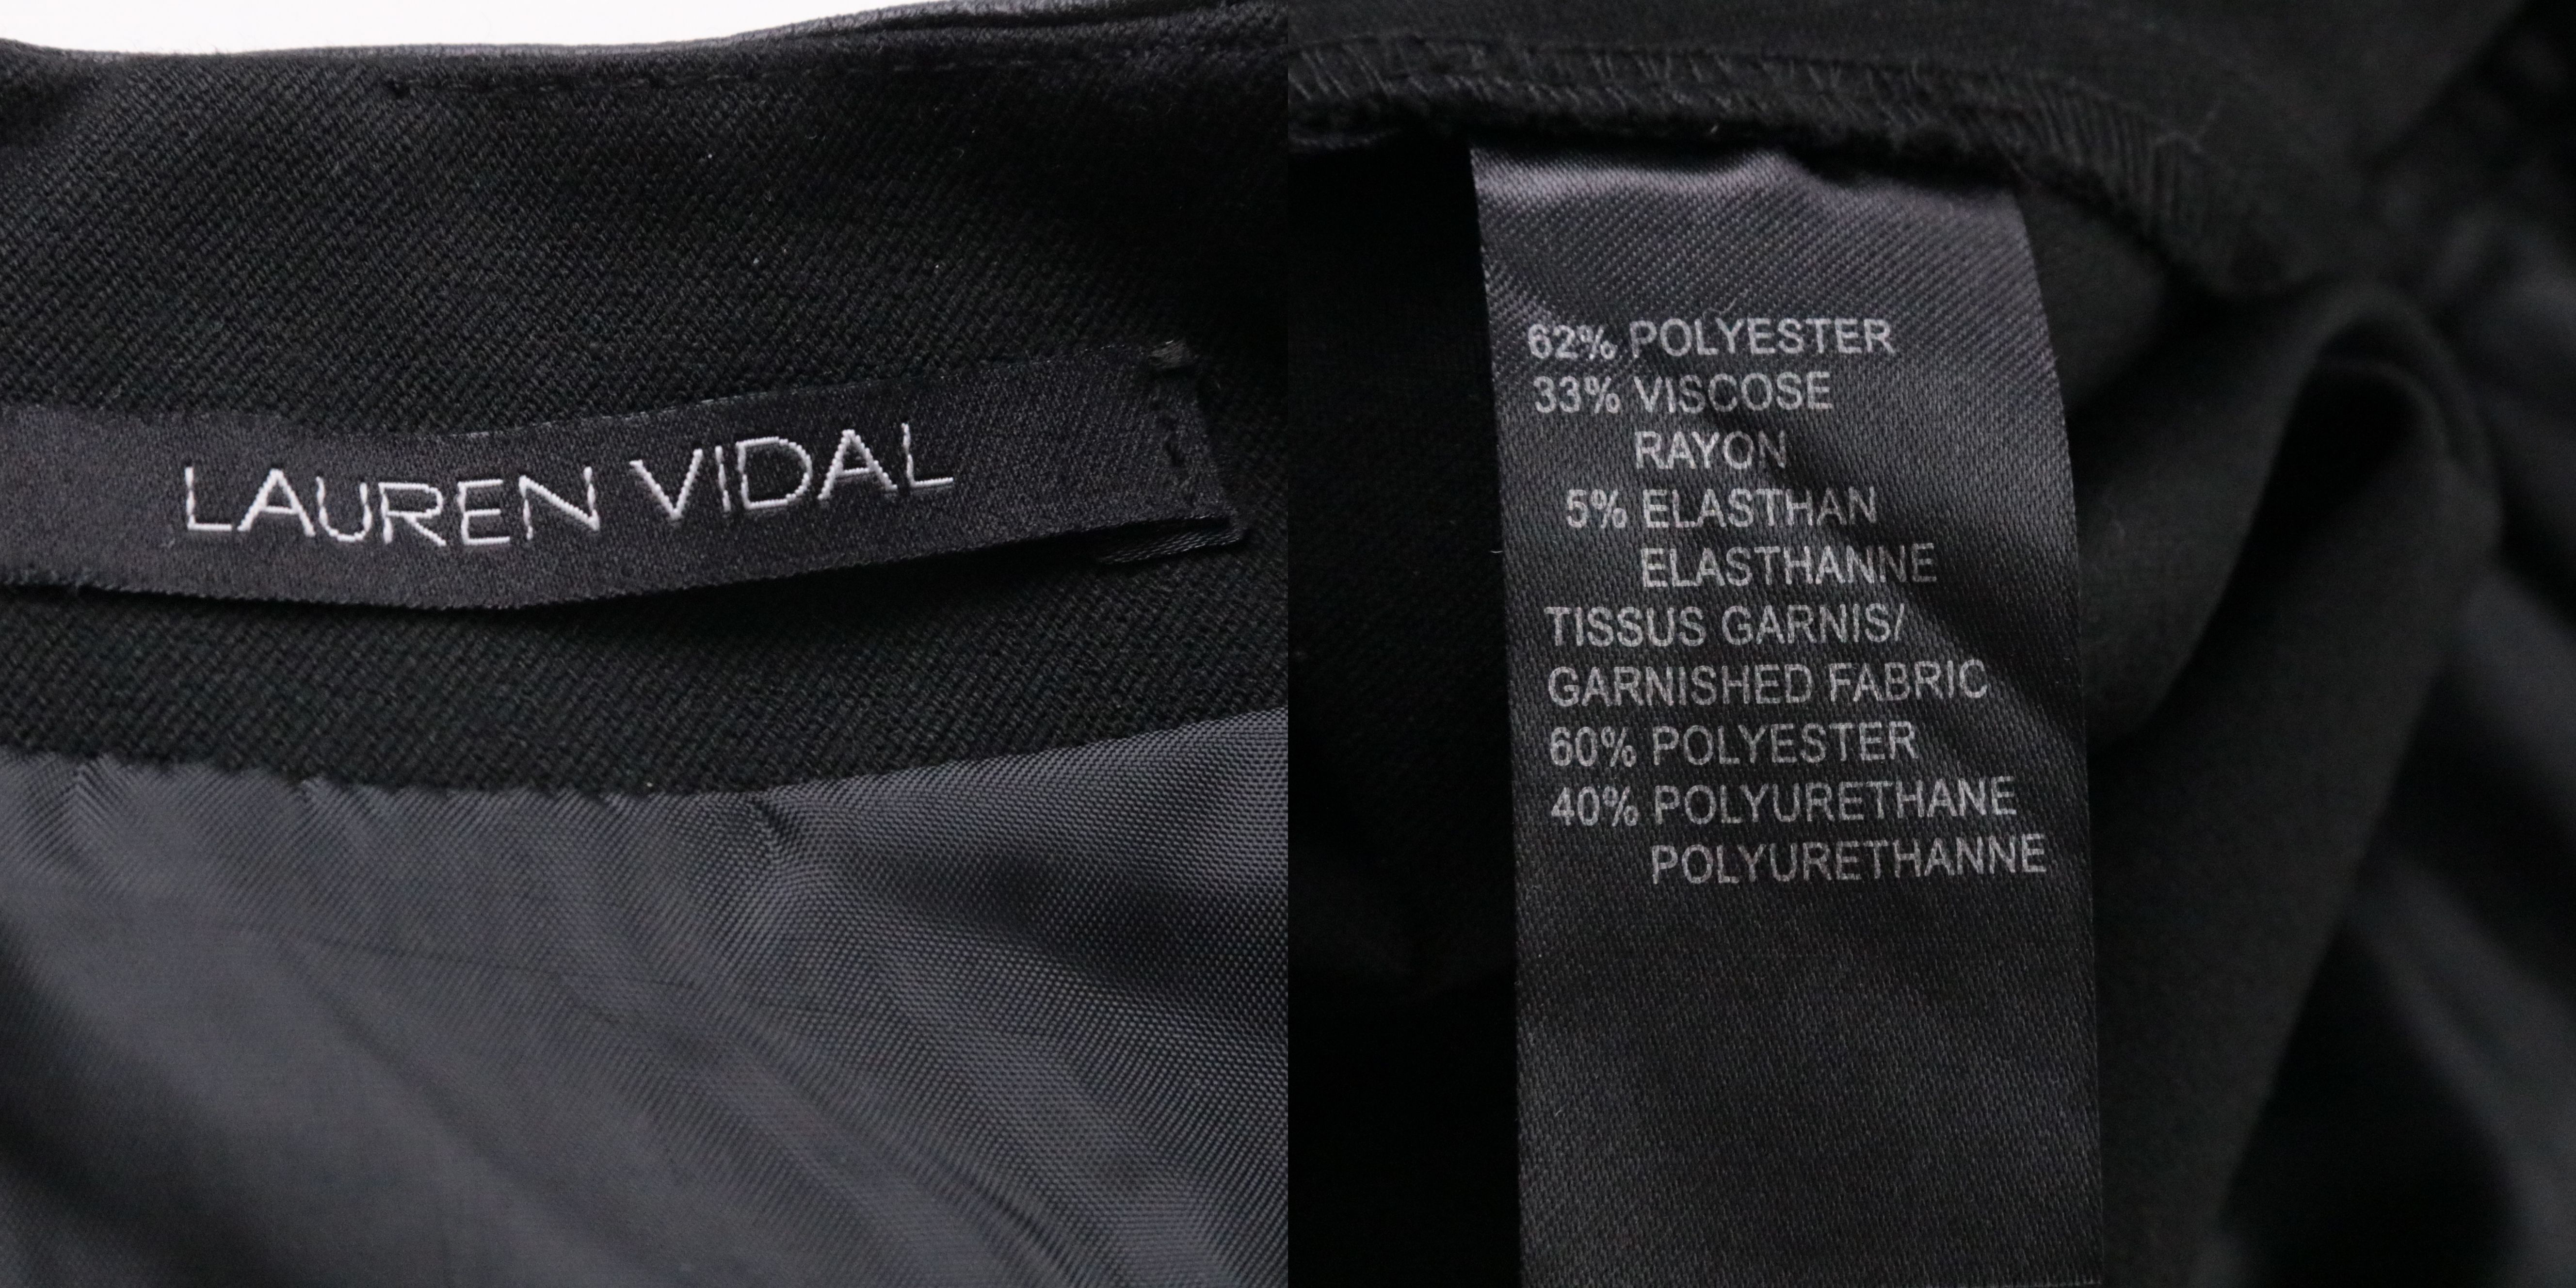 LAUREN VIDAL
62% POLYESTER
33% VISCOSE
RAYON
5% ELASTHAN
ELASTHANNE
TISSUS GARNIS/
GARNISHED FABRIC
60% POLYESTER
40% POLYURETHANE
POLYURETHANNE